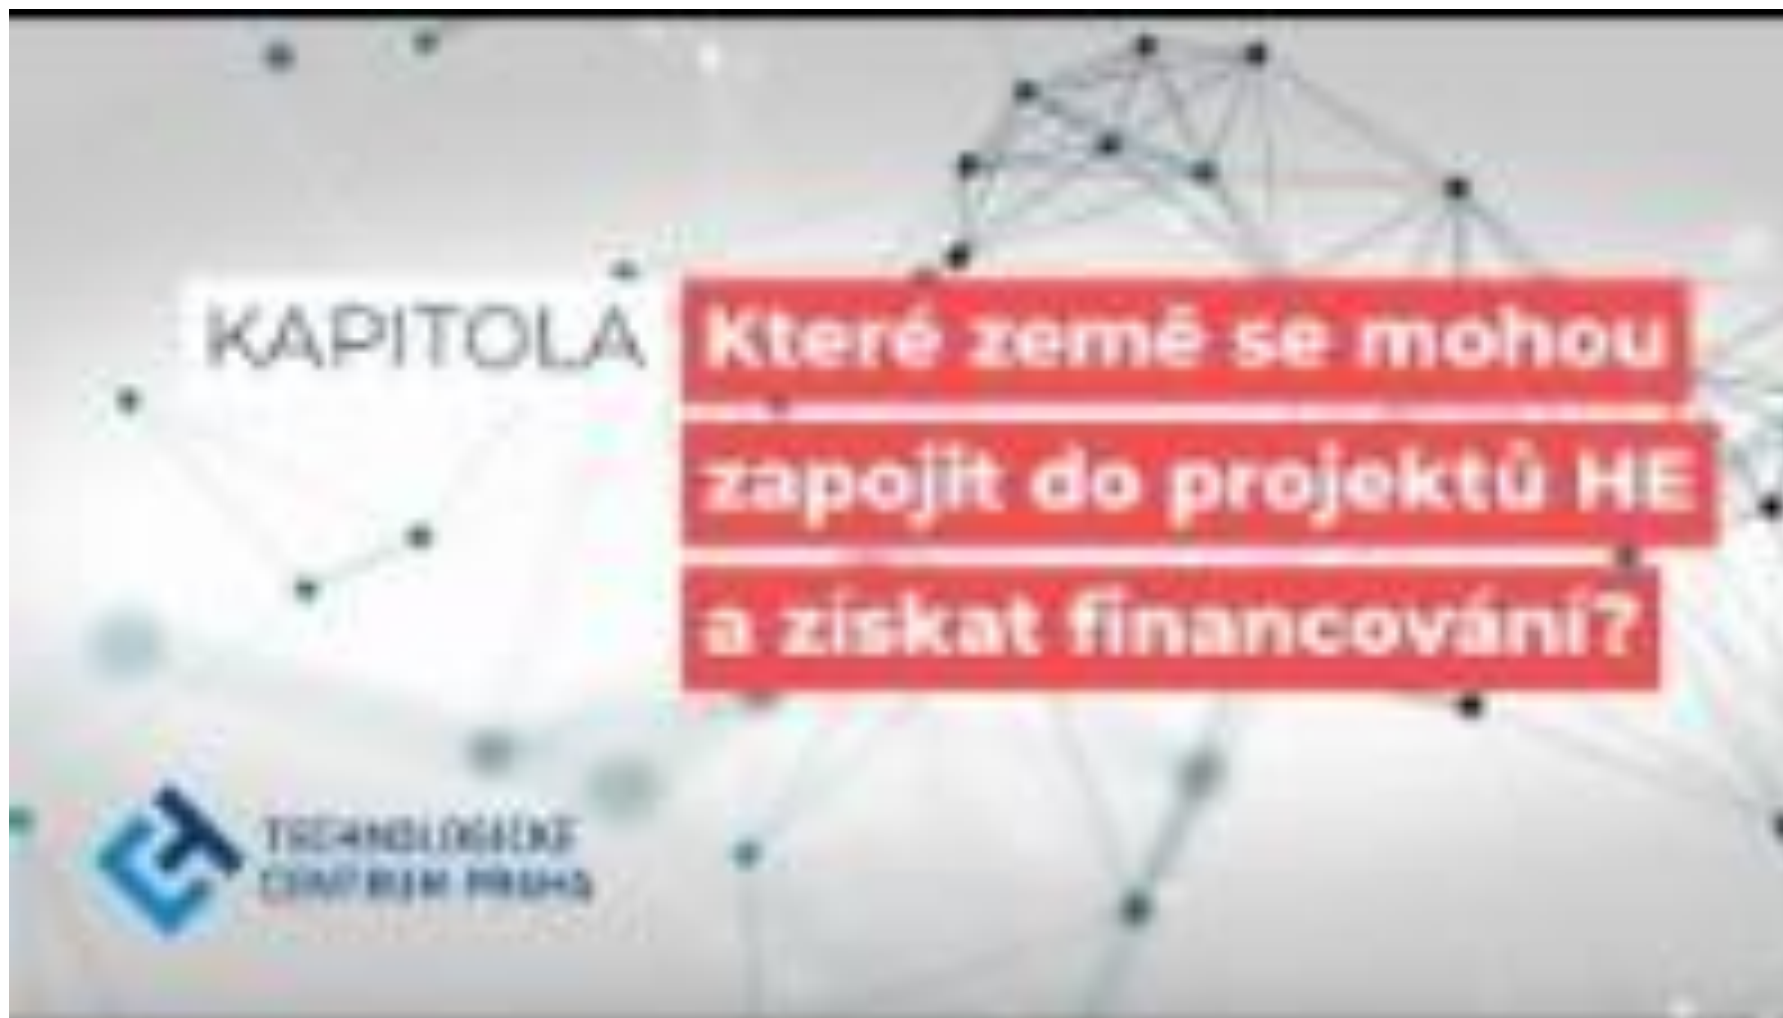 KAPITOLA
Které země se mohou
zapojit do projektů HE
a získat financování?
TECHNOLOGICKÉ
CENTRUM PRAHA